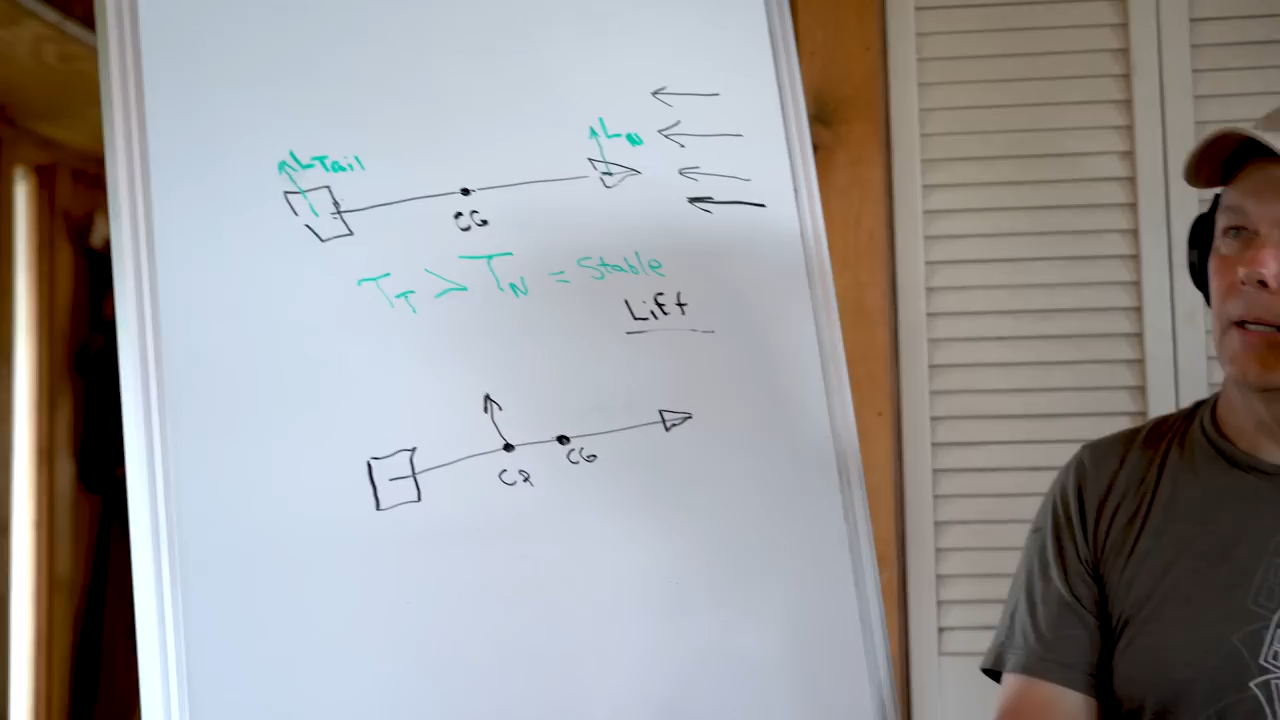 LTail
LN
CG
TT > TN = Stable
Lift
CP
CG